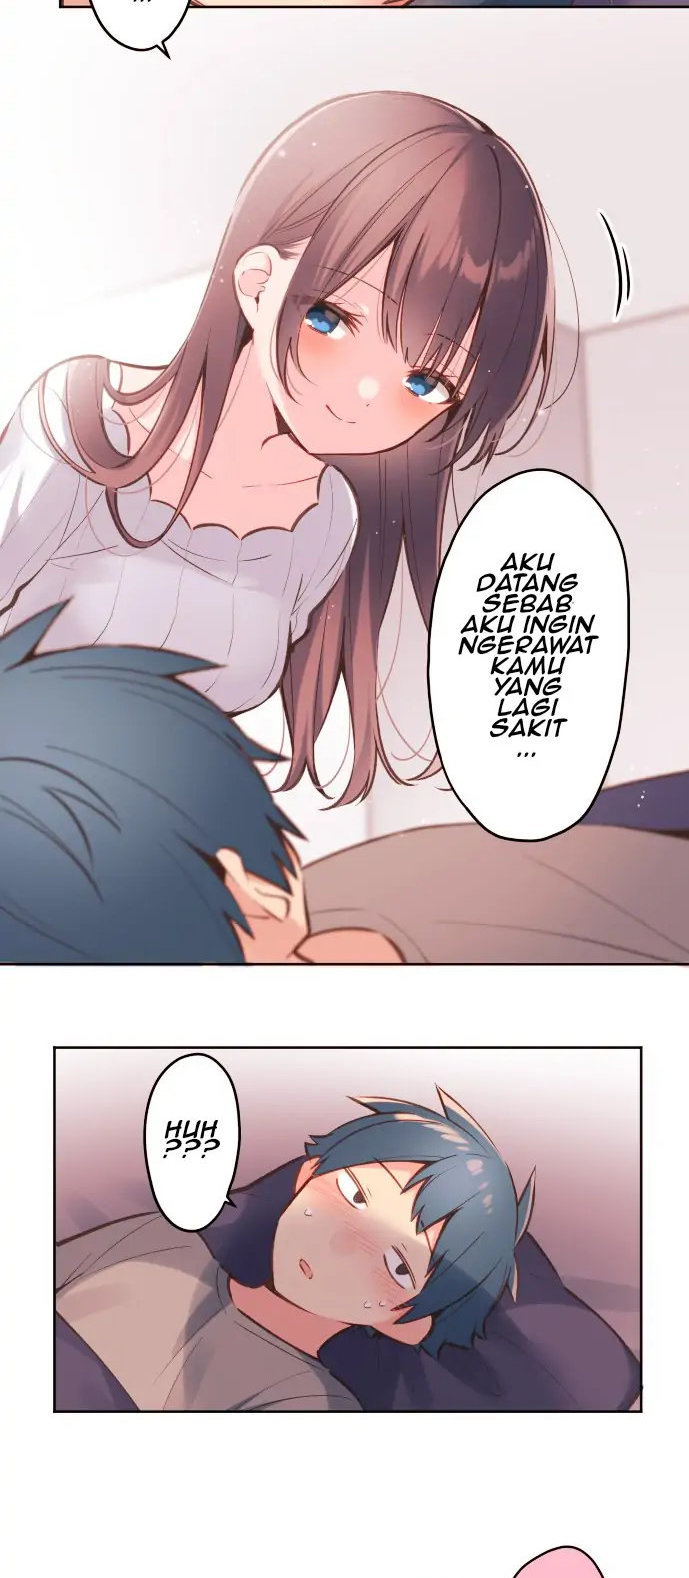 ...
AKU
DATANG
SEBAB
AKU INGIN
NGERAWAT
KAMU
YANG
LAGI
SAKIT
...
HUH
???